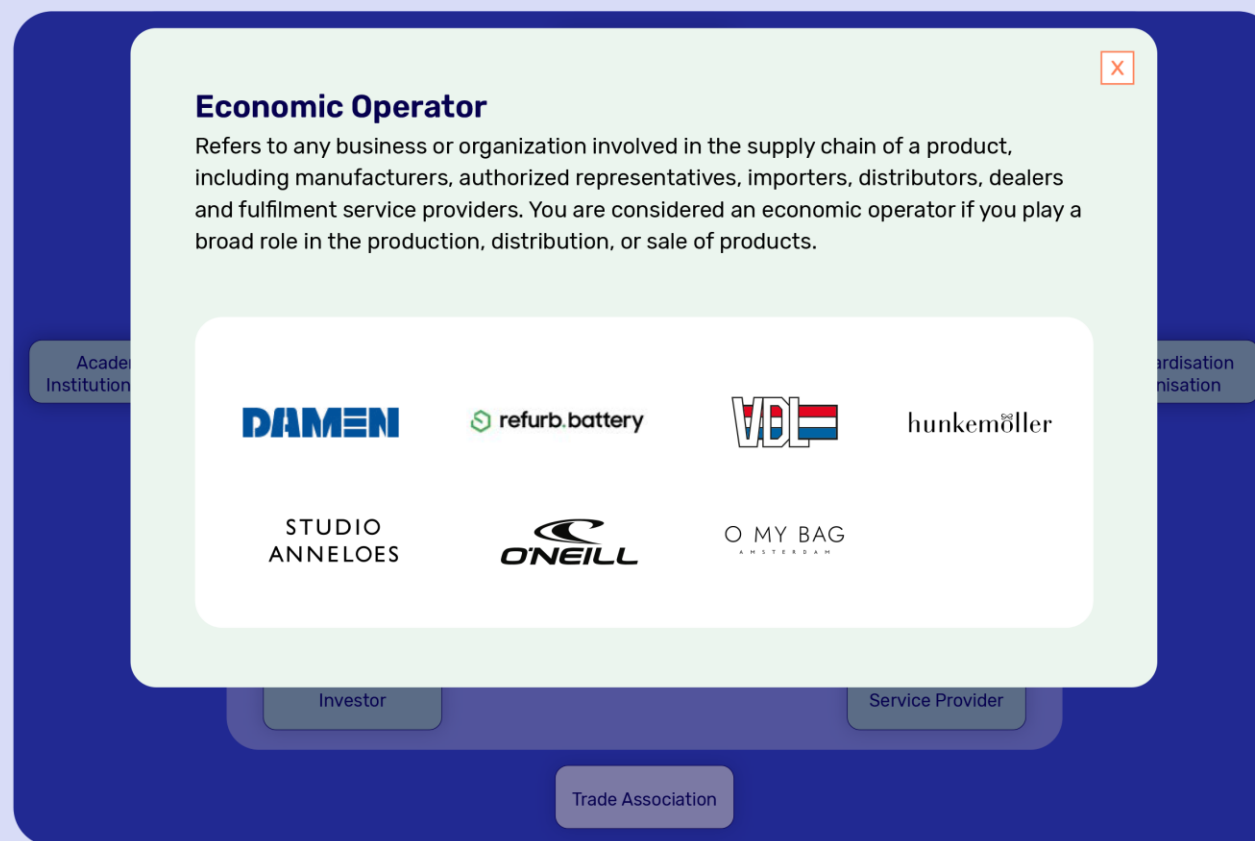 X
Economic Operator
Refers to any business or organization involved in the supply chain of a product,
including manufacturers, authorized representatives, importers, distributors, dealers
and fulfilment service providers. You are considered an economic operator if you play a
broad role in the production, distribution, or sale of products.
DAMEN
refurb.battery
VDL
hunkemöller
STUDIO
ANNELOES
O'NEILL
O MY BAG
AMSTERDAM
Institution
Investor
Service Provider
Trade Association